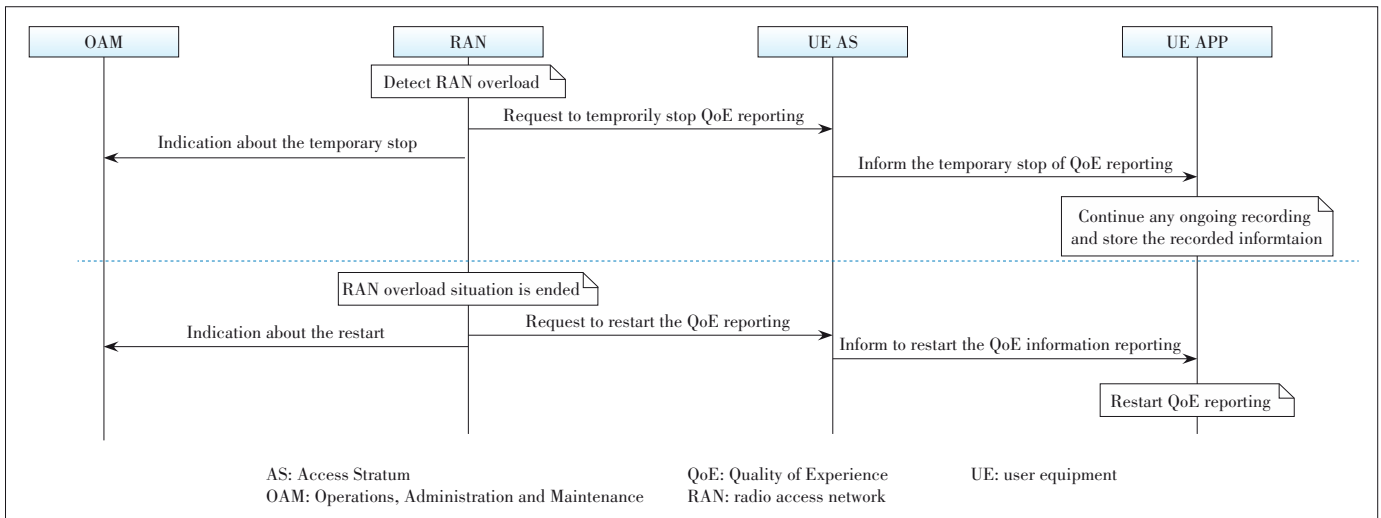 OAM
RAN
UE AS
UE APP
Detect RAN overload
Request to temprorily stop QoE reporting
Indication about the temporary stop
Inform the temporary stop of QoE reporting
Continue any ongoing recording
and store the recorded informtaion
RAN overload situation is ended
Request to restart the QoE reporting
Indication about the restart
Inform to restart the QoE information reporting
Restart QoE reporting
AS: Access Stratum
QoE: Quality of Experience
UE: user equipment
OAM: Operations, Administration and Maintenance
RAN: radio access network